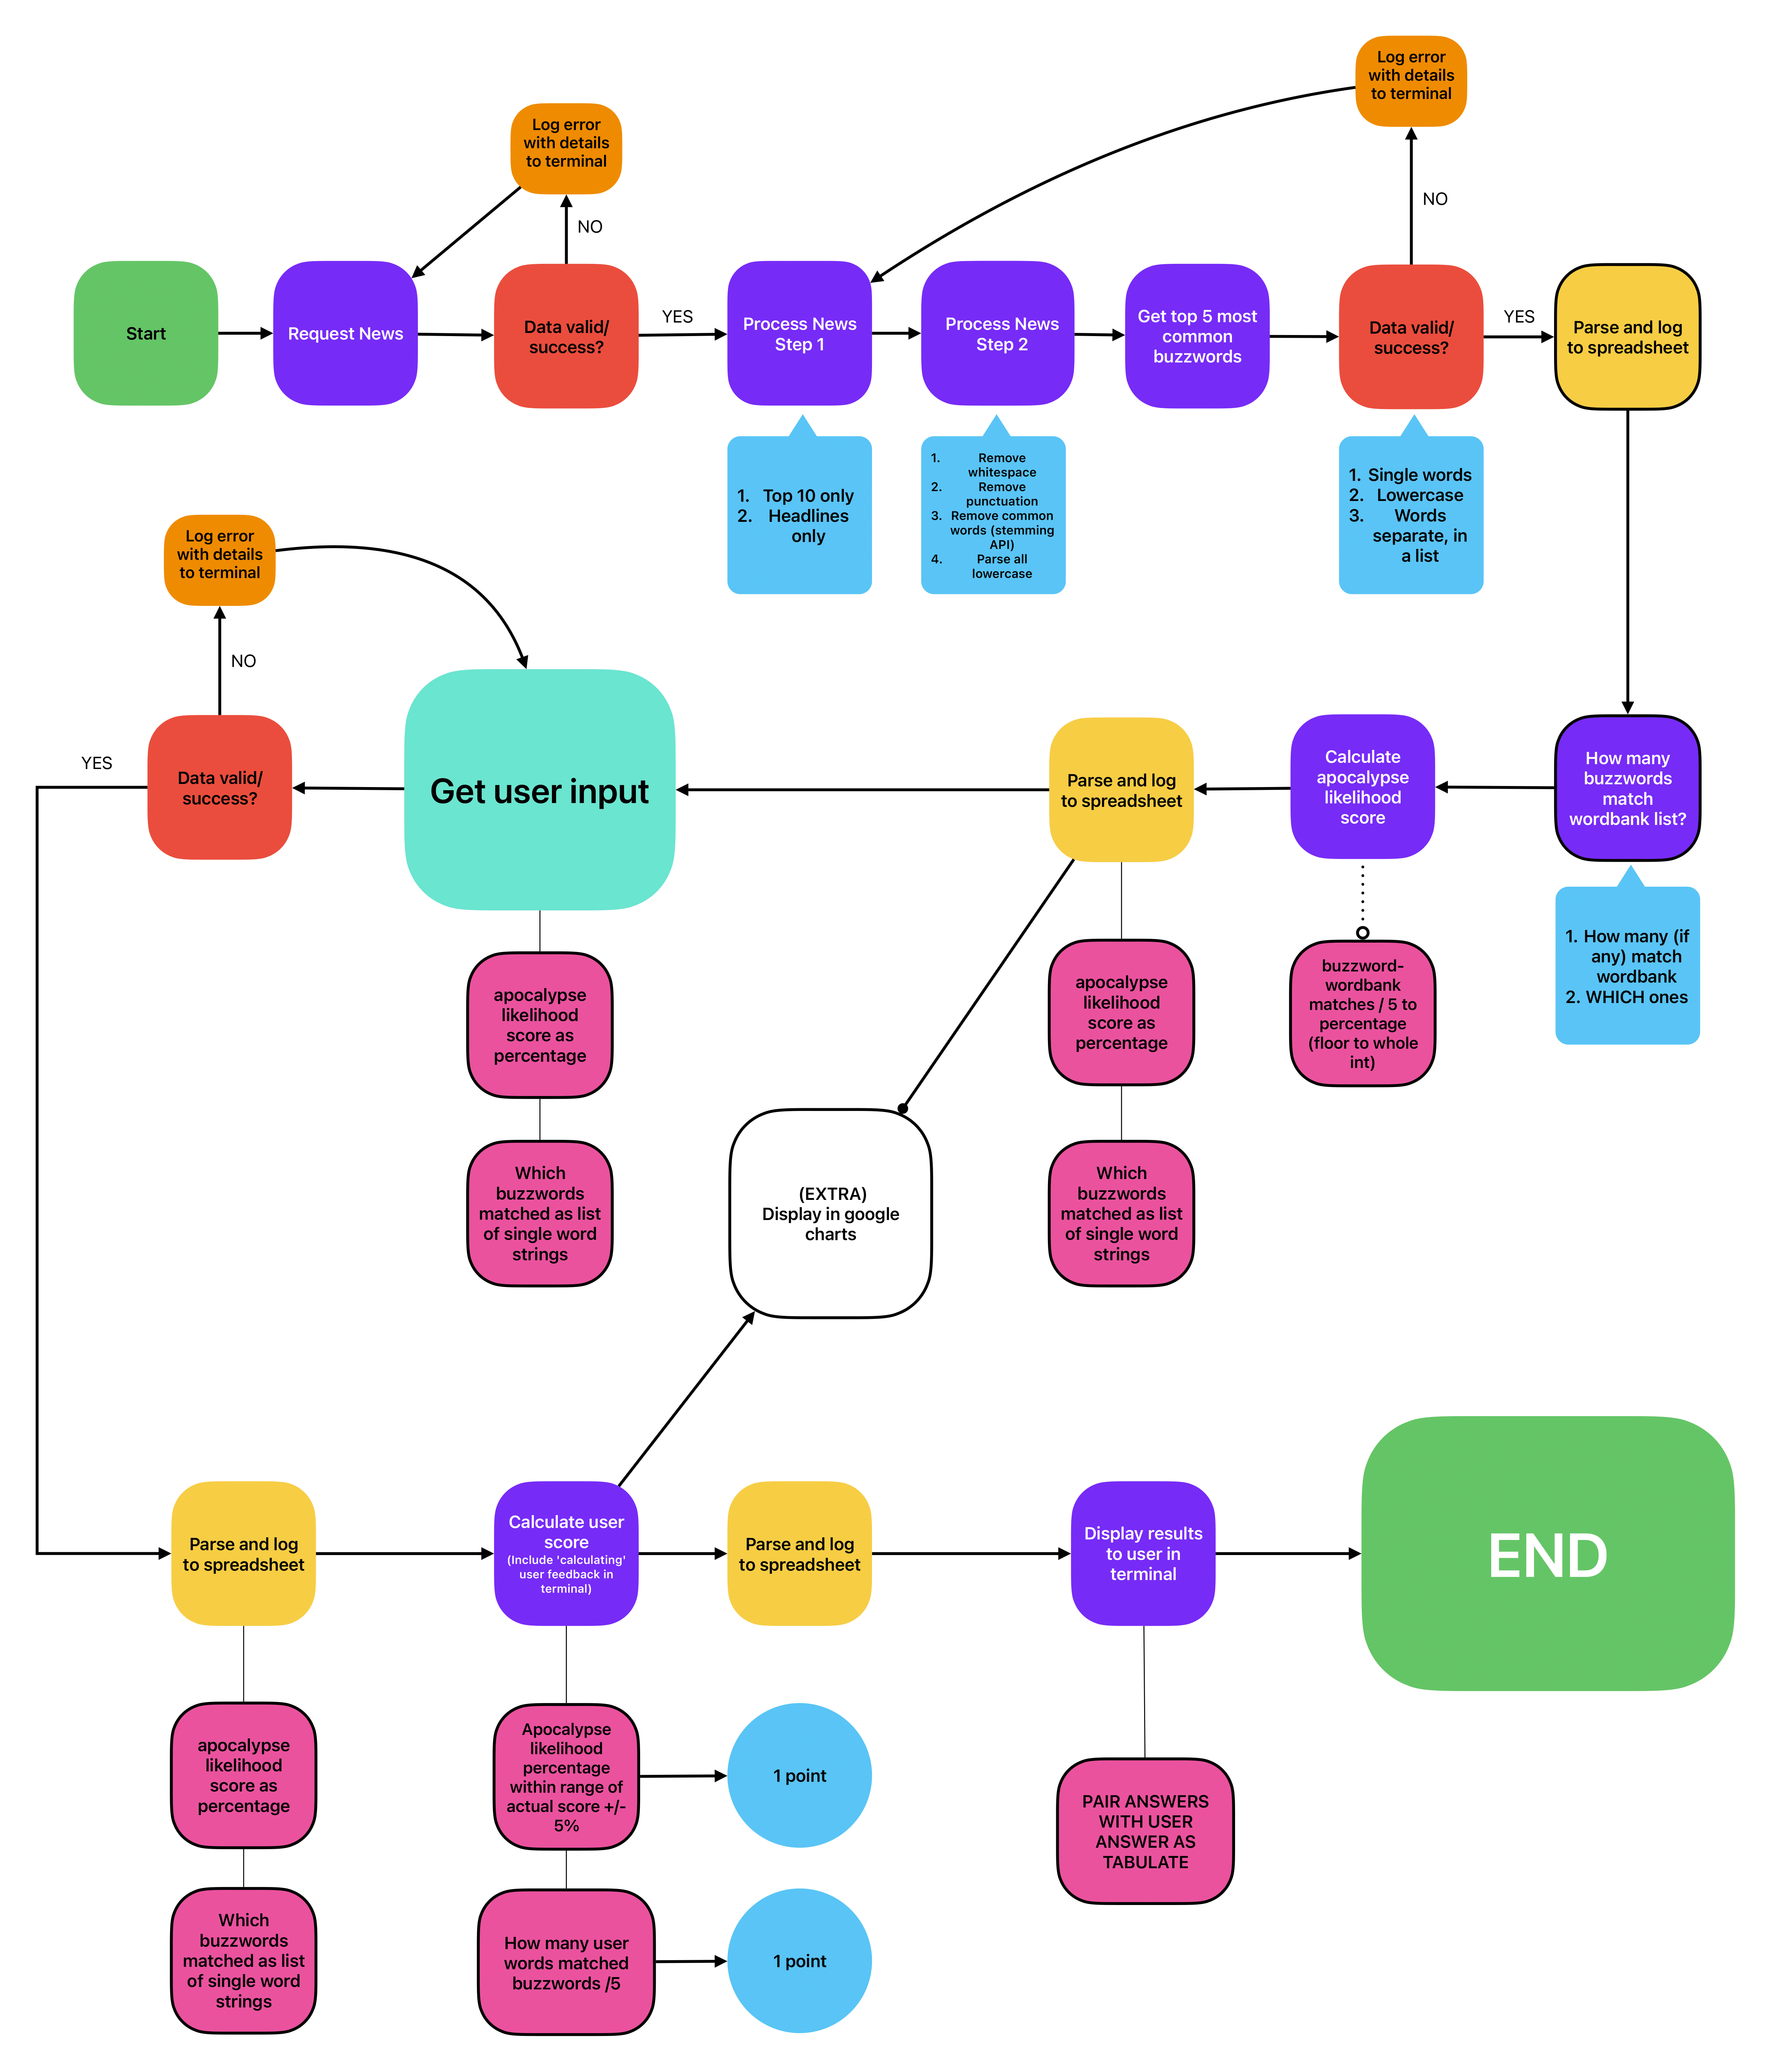 Log error
with details
to terminal
Log error
with details
to terminal
NO
NO
Start
Request News
Data valid/
success?
YES
Process News
Step 1
Process News
Step 2
Get top 5 most
common
buzzwords
Data valid/
success?
YES
Parse and log
to spreadsheet
1. Top 10 only
2. Headlines
only
1. Remove
whitespace
2. Remove
punctuation
3. Remove common
words (stemming
API)
4. Parse all
lowercase
1. Single words
2. Lowercase
3. Words
separate, in
a list
Log error
with details
to terminal
NO
YES
Data valid/
success?
Get user input
Parse and log
to spreadsheet
Calculate
apocalypse
likelihood
score
How many
buzzwords
match
wordbank list?
1. How many (if
any) match
wordbank
2. WHICH ones
buzzword-
wordbank
matches / 5 to
percentage
(floor to whole
int)
apocalypse
likelihood
score as
percentage
apocalypse
likelihood
score as
percentage
Which
buzzwords
matched as list
of single word
strings
(EXTRA)
Display in google
charts
Which
buzzwords
matched as list
of single word
strings
Parse and log
to spreadsheet
Calculate user
score
(Include 'calculating'
user feedback in
terminal)
Parse and log
to spreadsheet
Display results
to user in
terminal
END
apocalypse
likelihood
score as
percentage
Apocalypse
likelihood
percentage
within range of
actual score +/-
5%
1 point
PAIR ANSWERS
WITH USER
ANSWER AS
TABULATE
Which
buzzwords
matched as list
of single word
strings
How many user
words matched
buzzwords /5
1 point